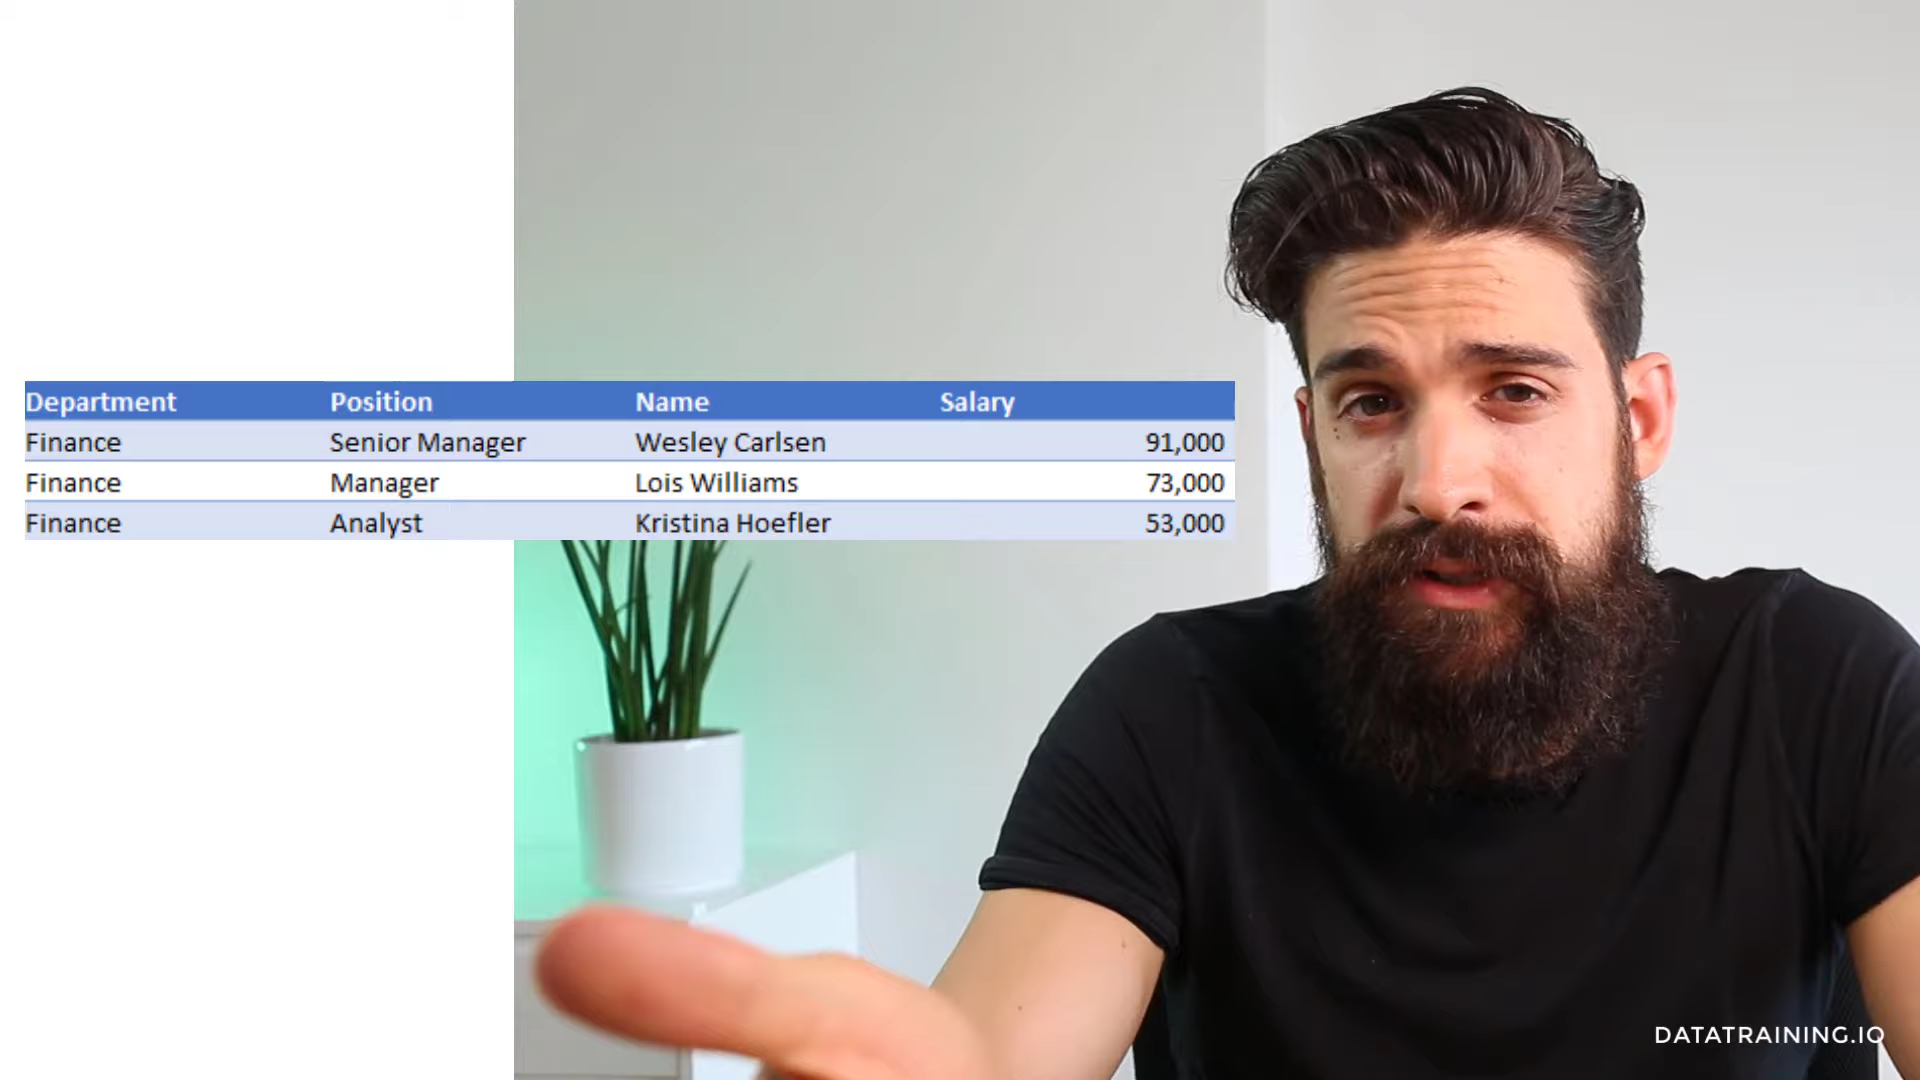 Department Position Name Salary
Finance Senior Manager Wesley Carlsen 91,000
Finance Manager Lois Williams 73,000
Finance Analyst Kristina Hoefler 53,000
DATATRAINING.IO